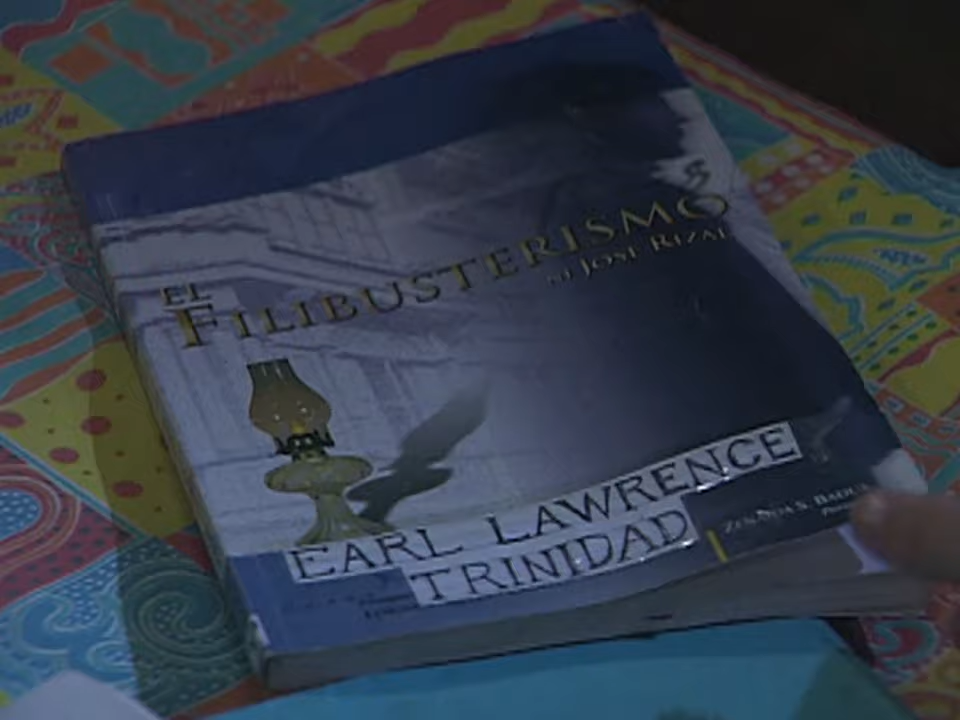 EL
FILIBUSTERISMO
NI JOSÉ RIZAL
EARL LAWRENCE
TRINIDAD